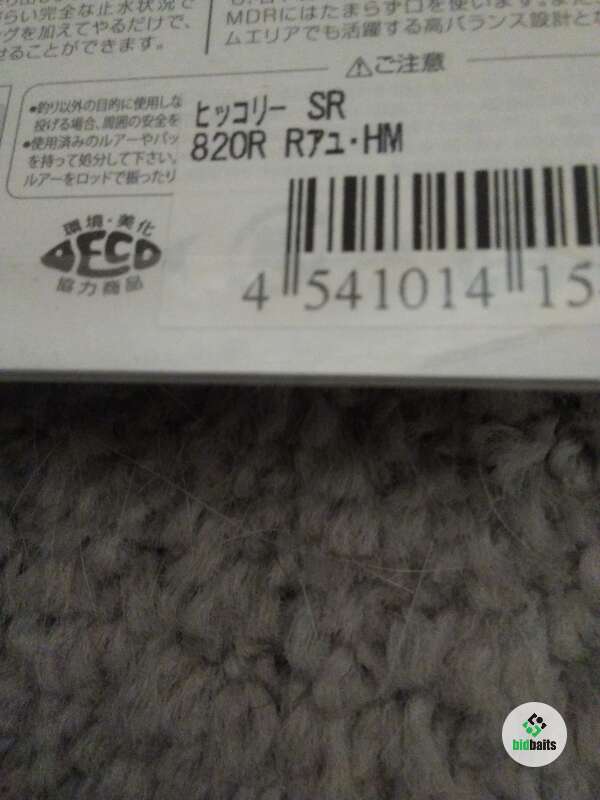 らい完全な止水状況で
グを加えてやるだけで、
せることができます。
MDRにはたまらず口を使います。
ムエリアでも活躍する高バランス設計とな
⚠ご注意
●釣り以外の目的に使用しな
投げる場合、周囲の安全を
●使用済みのルアーやパッ
を持って処分して下さい。
ルアーをロッドで振ったり
ヒッコリー SR
820R Rアユ・HM
環境・美化
DECO
協力商品
4 541014 15
bidbaits